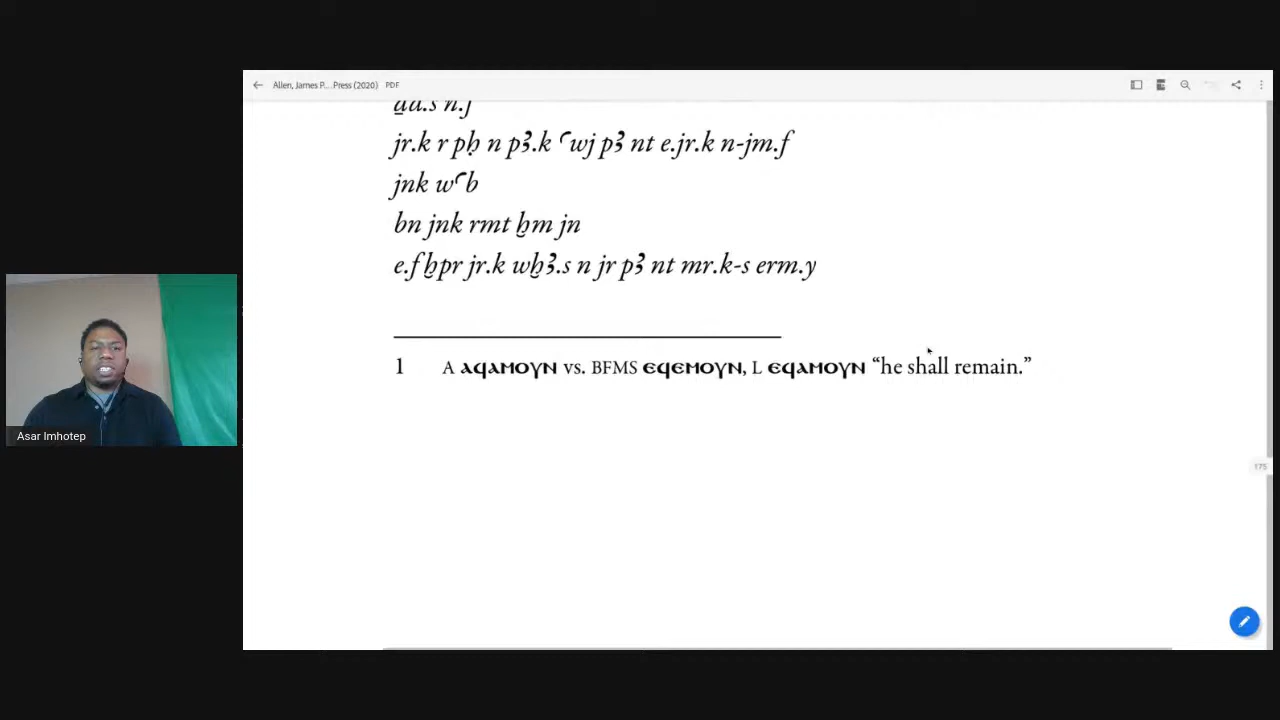 Allen, James P.... Press (2020) PDF
ḏd.s n.f
jr.k r pḥ n pꜣ.k ꜥwj pꜣ nt e.jr.k n-jm.f
jnk wꜥb
bn jnk rmt ẖm jn
e.f ḫpr jr.k wḫꜣ.s n jr pꜣ nt mr.k-s erm.y
1 A ⲁϥⲁⲙⲟⲩⲛ vs. BFMS ⲉϥⲉⲙⲟⲩⲛ, L ⲉϥⲁⲙⲟⲩⲛ “he shall remain.”
Asar Imhotep
175